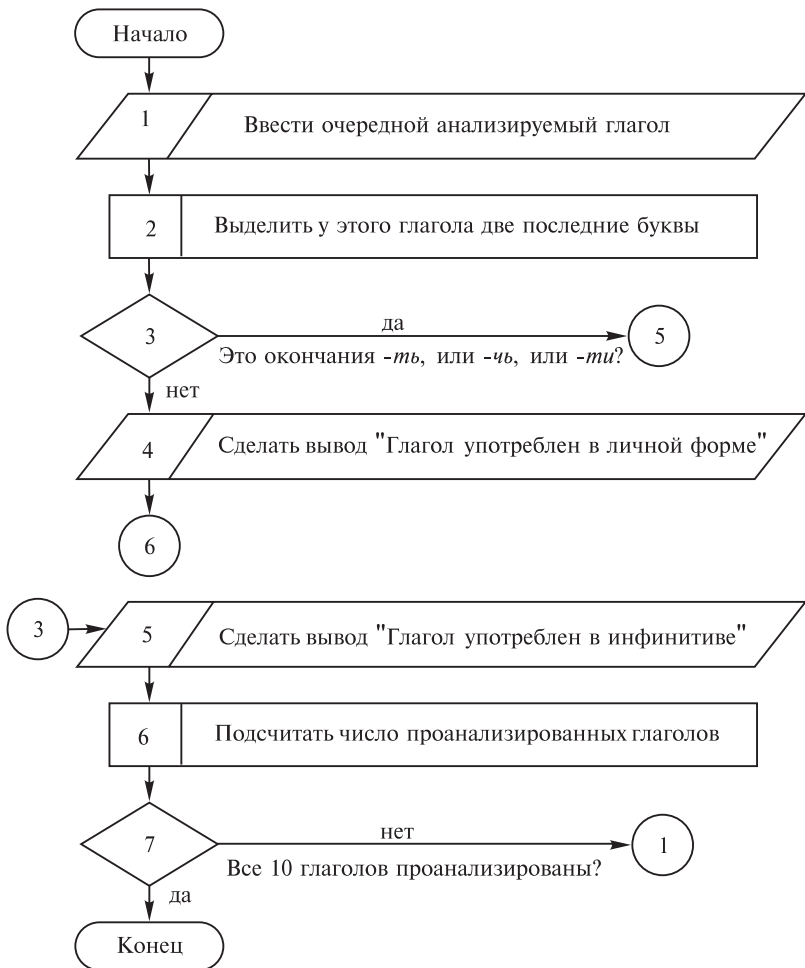 Начало
1
Ввести очередной анализируемый глагол
2
Выделить у этого глагола две последние буквы
3
да
5
Это окончания -ть, или -чь, или -ти?
нет
4
Сделать вывод "Глагол употреблен в личной форме"
6
3
5
Сделать вывод "Глагол употреблен в инфинитиве"
6
Подсчитать число проанализированных глаголов
7
нет
1
Все 10 глаголов проанализированы?
да
Конец